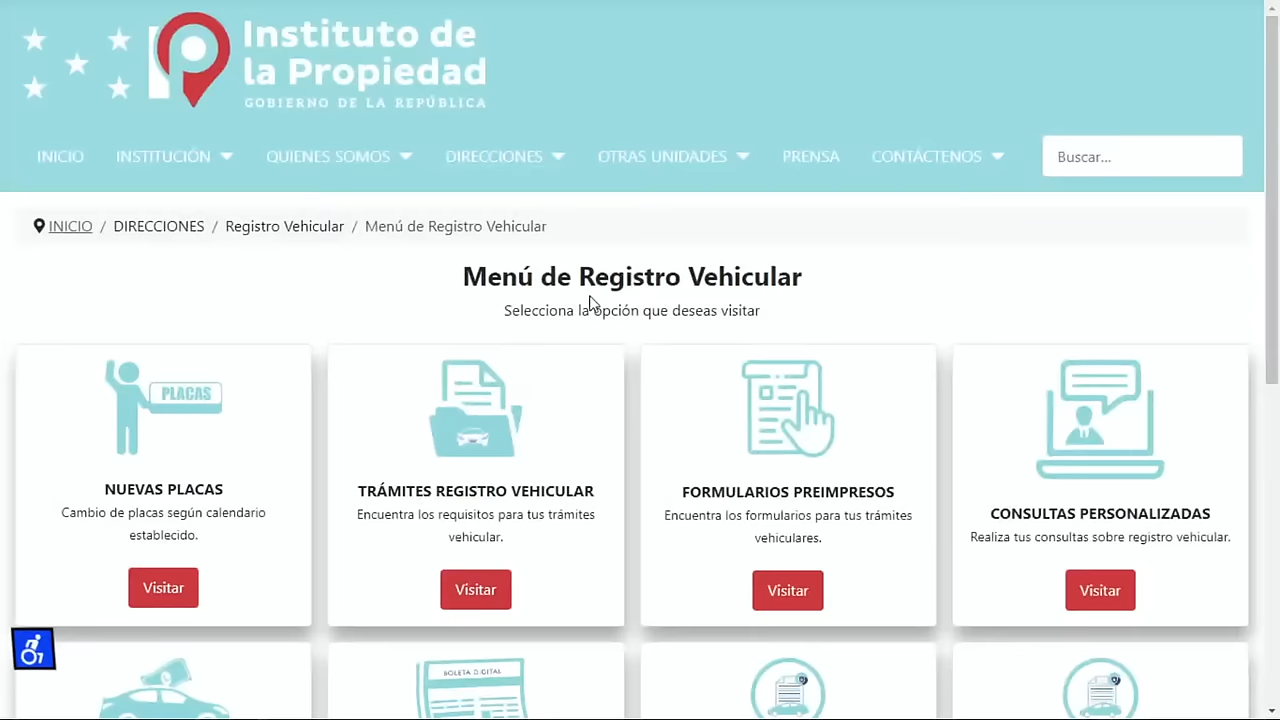 Instituto de
la Propiedad
GOBIERNO DE LA REPÚBLICA
INICIO INSTITUCIÓN QUIENES SOMOS DIRECCIONES OTRAS UNIDADES PRENSA CONTÁCTENOS Buscar...
INICIO / DIRECCIONES / Registro Vehicular / Menú de Registro Vehicular
Menú de Registro Vehicular
Selecciona la opción que deseas visitar
PLACAS
NUEVAS PLACAS
Cambio de placas según calendario
establecido.
Visitar
TRÁMITES REGISTRO VEHICULAR
Encuentra los requisitos para tus trámites
vehicular.
Visitar
FORMULARIOS PREIMPRESOS
Encuentra los formularios para tus trámites
vehiculares.
Visitar
CONSULTAS PERSONALIZADAS
Realiza tus consultas sobre registro vehicular.
Visitar
BOLETA DIGITAL